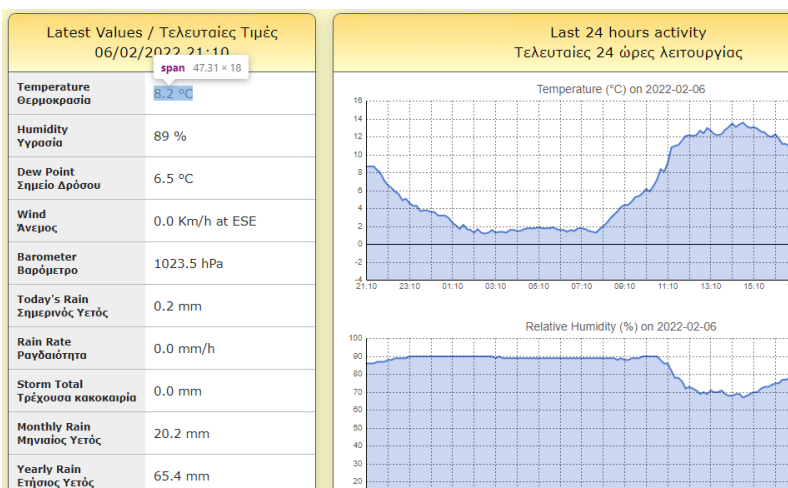 Latest Values / Τελευταίες Τιμές
06/02/2022 21:10
span 47.31 × 18
Temperature
Θερμοκρασία
8.2 °C
Humidity
Υγρασία
89 %
Dew Point
Σημείο Δρόσου
6.5 °C
Wind
Άνεμος
0.0 Km/h at ESE
Barometer
Βαρόμετρο
1023.5 hPa
Today's Rain
Σημερινός Υετός
0.2 mm
Rain Rate
Ραγδαιότητα
0.0 mm/h
Storm Total
Τρέχουσα κακοκαιρία
0.0 mm
Monthly Rain
Μηνιαίος Υετός
20.2 mm
Yearly Rain
Ετήσιος Υετός
65.4 mm
Last 24 hours activity
Τελευταίες 24 ώρες λειτουργίας
Temperature (°C) on 2022-02-06
16
14
12
10
8
6
4
2
0
-2
-4
21:10 23:10 01:10 03:10 05:10 07:10 09:10 11:10 13:10 15:10
Relative Humidity (%) on 2022-02-06
100
90
80
70
60
50
40
30
20